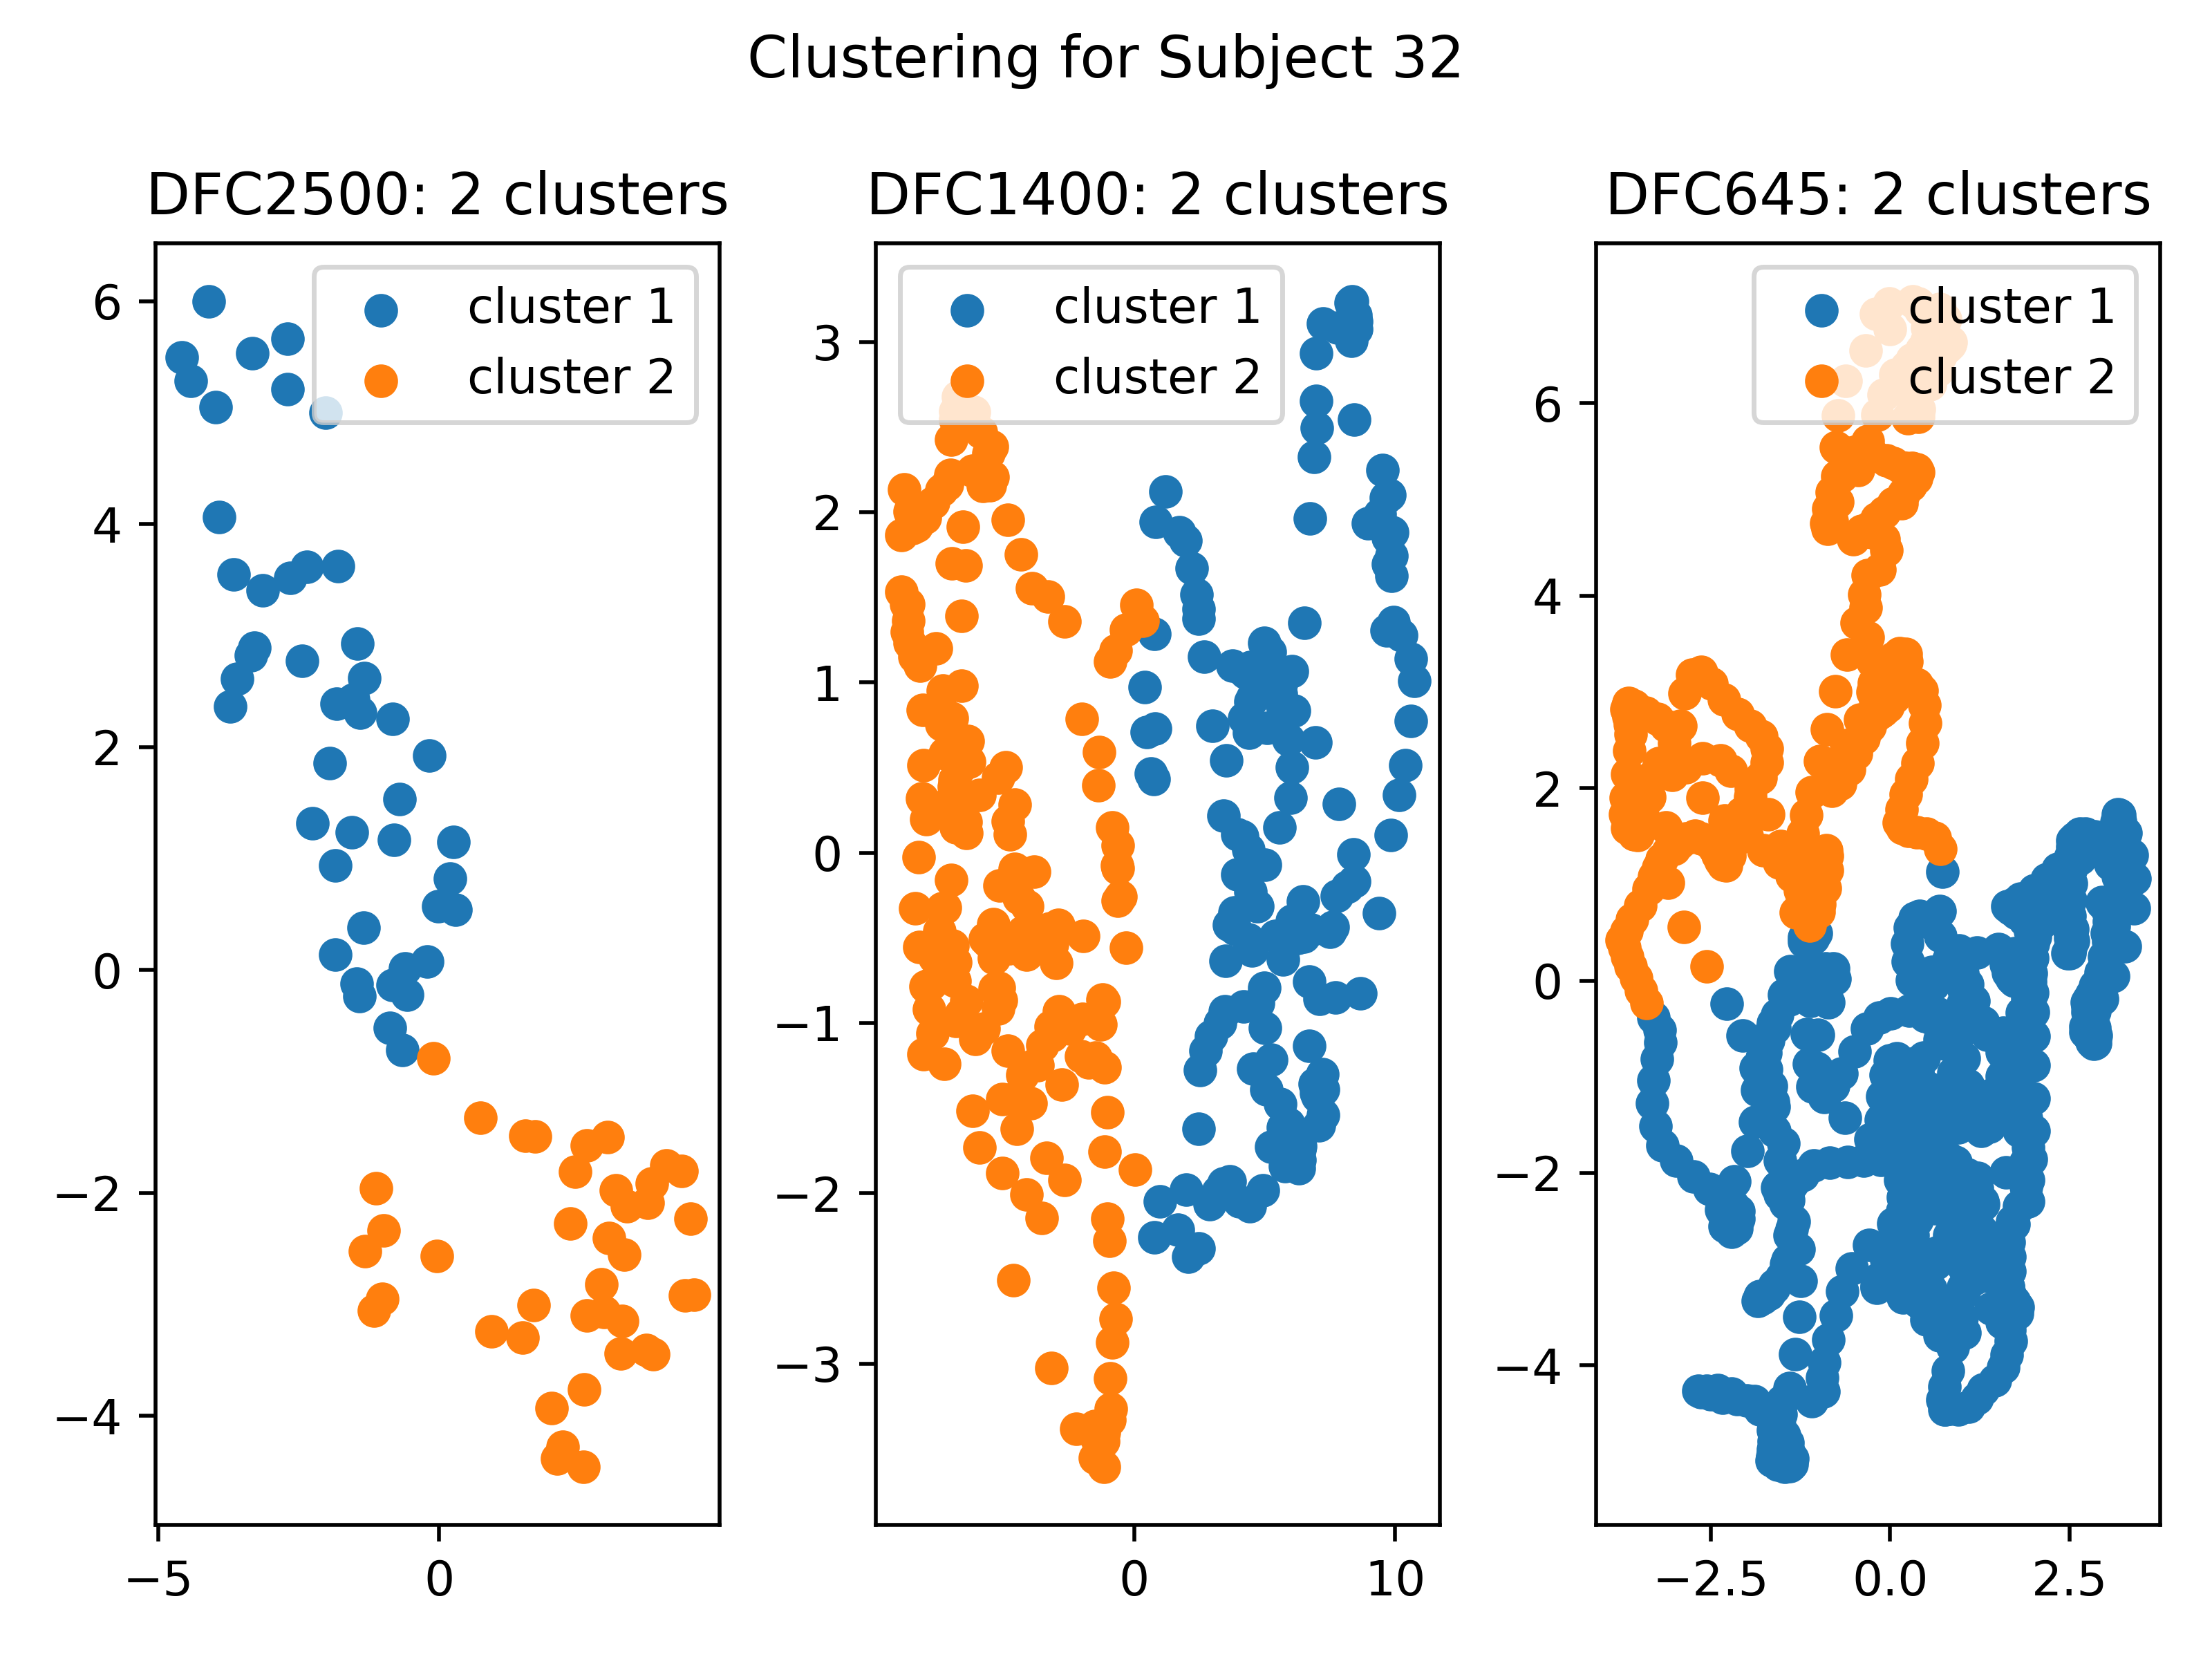 Clustering for Subject 32
DFC2500: 2 clusters
cluster 1
cluster 2
6
4
2
0
−2
−4
−5
0
DFC1400: 2 clusters
cluster 1
cluster 2
3
2
1
0
−1
−2
−3
0
10
DFC645: 2 clusters
cluster 1
cluster 2
6
4
2
0
−2
−4
−2.5
0.0
2.5